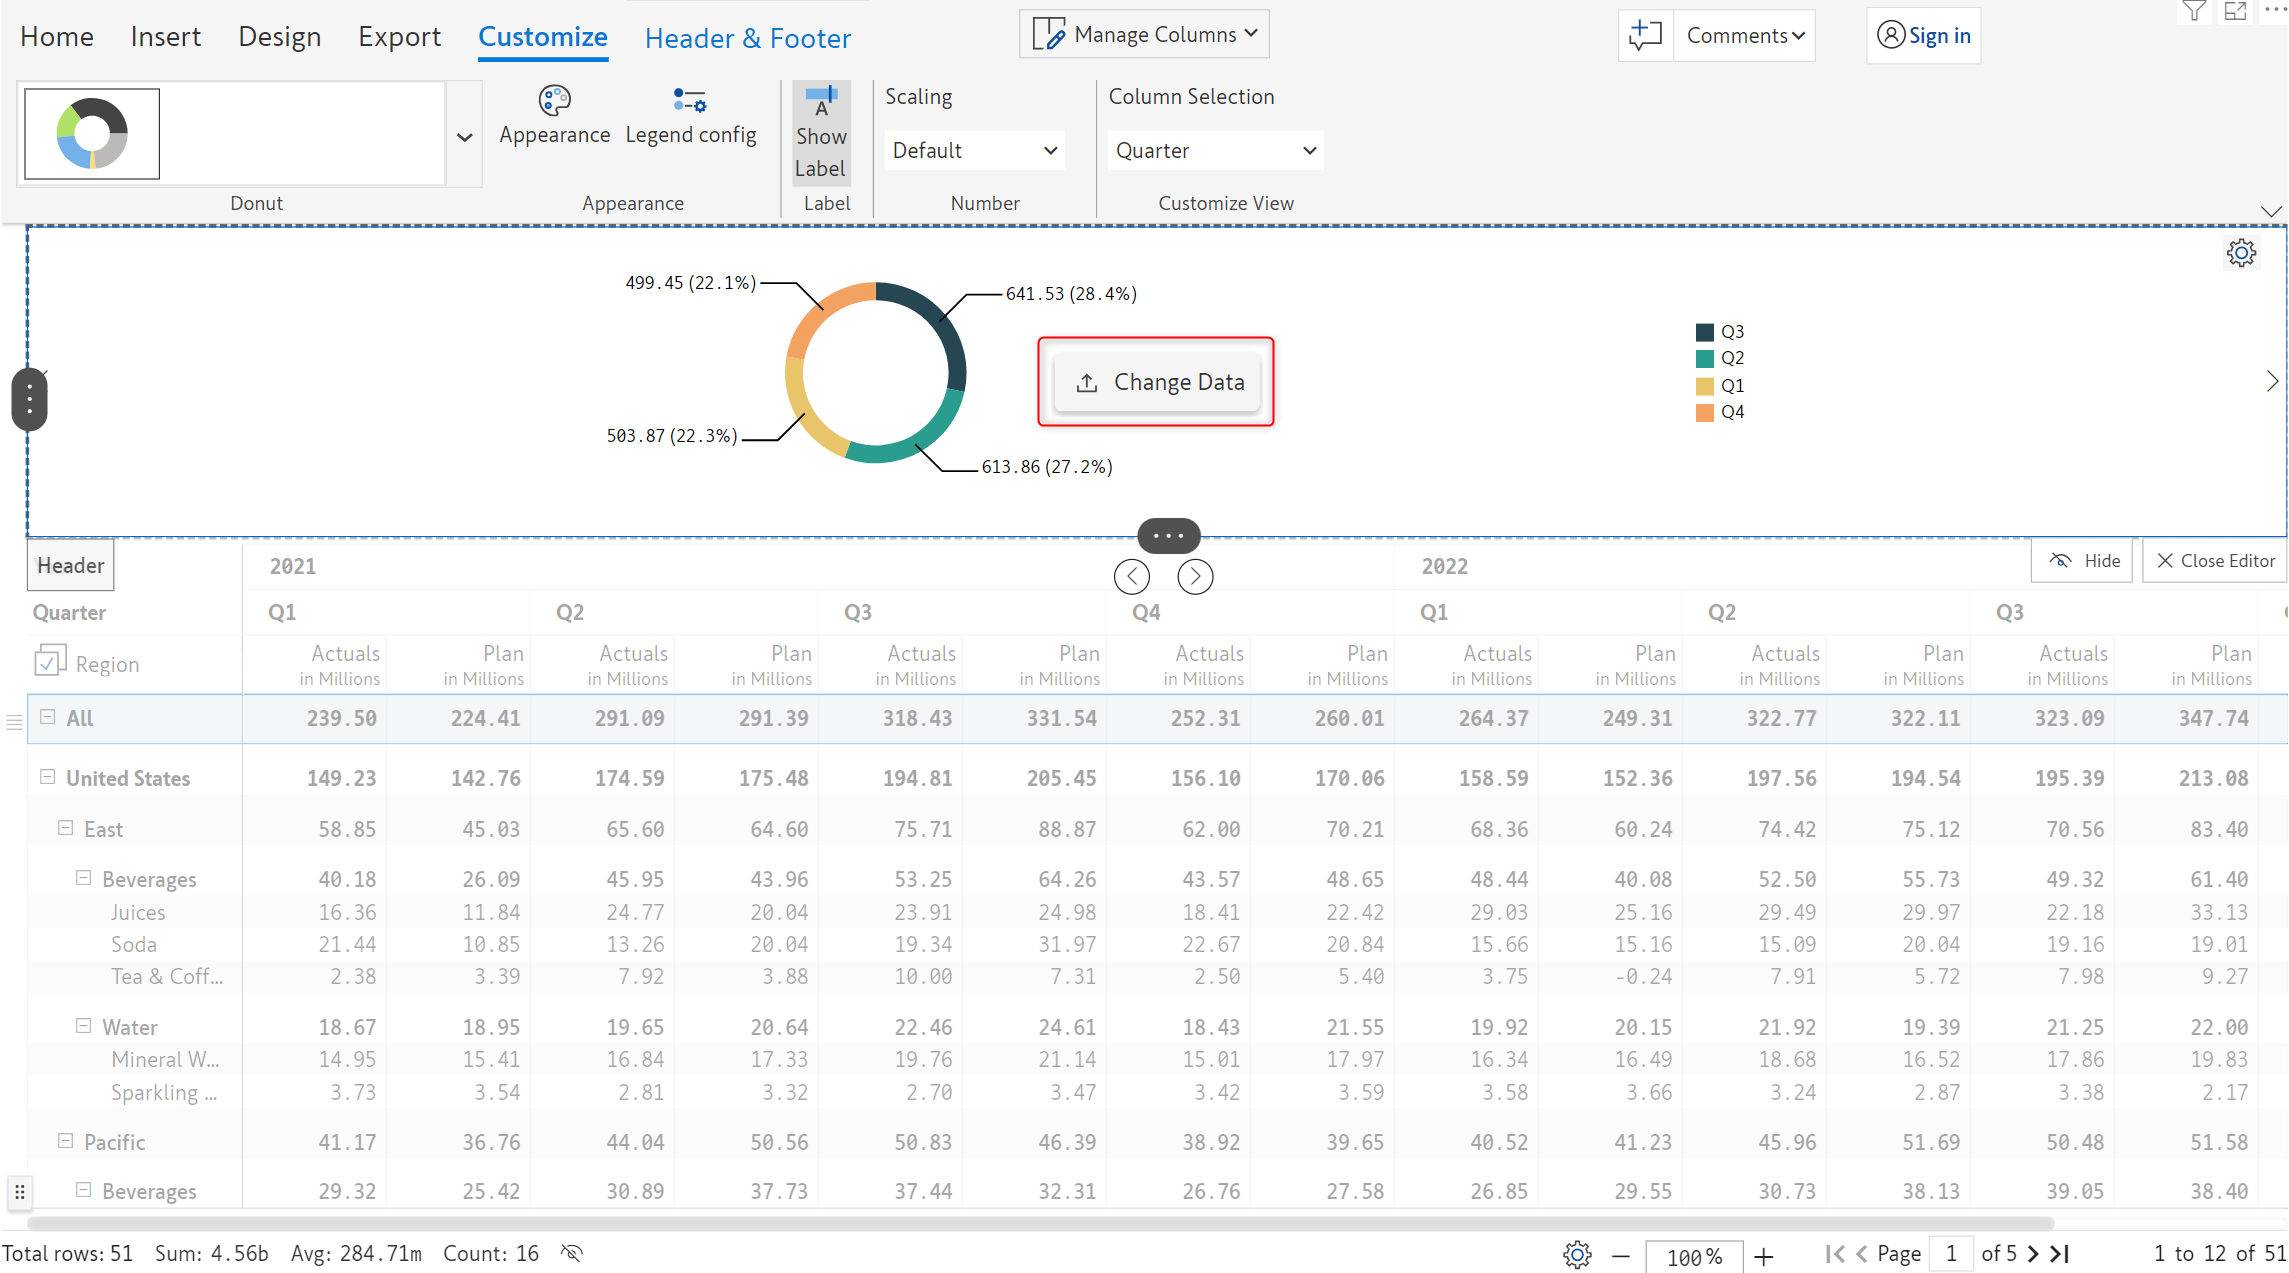 Home Insert Design Export Customize Header & Footer Manage Columns Comments Sign in
Appearance Legend config Show Label A
Scaling
Default
Column Selection
Quarter
Donut Appearance Label Number Customize View
499.45 (22.1%)
641.53 (28.4%)
503.87 (22.3%)
613.86 (27.2%)
Change Data
Q3
Q2
Q1
Q4
Header 2021 2022 Hide Close Editor
Quarter Q1 Q2 Q3 Q4 Q1 Q2 Q3
Region Actuals Plan Actuals Plan Actuals Plan Actuals Plan Actuals Plan Actuals Plan Actuals Plan
in Millions in Millions in Millions in Millions in Millions in Millions in Millions in Millions in Millions in Millions in Millions in Millions in Millions in Millions
All 239.50 224.41 291.09 291.39 318.43 331.54 252.31 260.01 264.37 249.31 322.77 322.11 323.09 347.74
United States 149.23 142.76 174.59 175.48 194.81 205.45 156.10 170.06 158.59 152.36 197.56 194.54 195.39 213.08
East 58.85 45.03 65.60 64.60 75.71 88.87 62.00 70.21 68.36 60.24 74.42 75.12 70.56 83.40
Beverages 40.18 26.09 45.95 43.96 53.25 64.26 43.57 48.65 48.44 40.08 52.50 55.73 49.32 61.40
Juices 16.36 11.84 24.77 20.04 23.91 24.98 18.41 22.42 29.03 25.16 29.49 29.97 22.18 33.13
Soda 21.44 10.85 13.26 20.04 19.34 31.97 22.67 20.84 15.66 15.16 15.09 20.04 19.16 19.01
Tea & Coff... 2.38 3.39 7.92 3.88 10.00 7.31 2.50 5.40 3.75 -0.24 7.91 5.72 7.98 9.27
Water 18.67 18.95 19.65 20.64 22.46 24.61 18.43 21.55 19.92 20.15 21.92 19.39 21.25 22.00
Mineral W... 14.95 15.41 16.84 17.33 19.76 21.14 15.01 17.97 16.34 16.49 18.68 16.52 17.86 19.83
Sparkling ... 3.73 3.54 2.81 3.32 2.70 3.47 3.42 3.59 3.58 3.66 3.24 2.87 3.38 2.17
Pacific 41.17 36.76 44.04 50.56 50.83 46.39 38.92 39.65 40.52 41.23 45.96 51.69 50.48 51.58
Beverages 29.32 25.42 30.89 37.73 37.44 32.31 26.76 27.58 26.85 29.55 30.73 38.13 39.05 38.40
Total rows: 51 Sum: 4.56b Avg: 284.71m Count: 16 100% Page 1 of 5 1 to 12 of 51